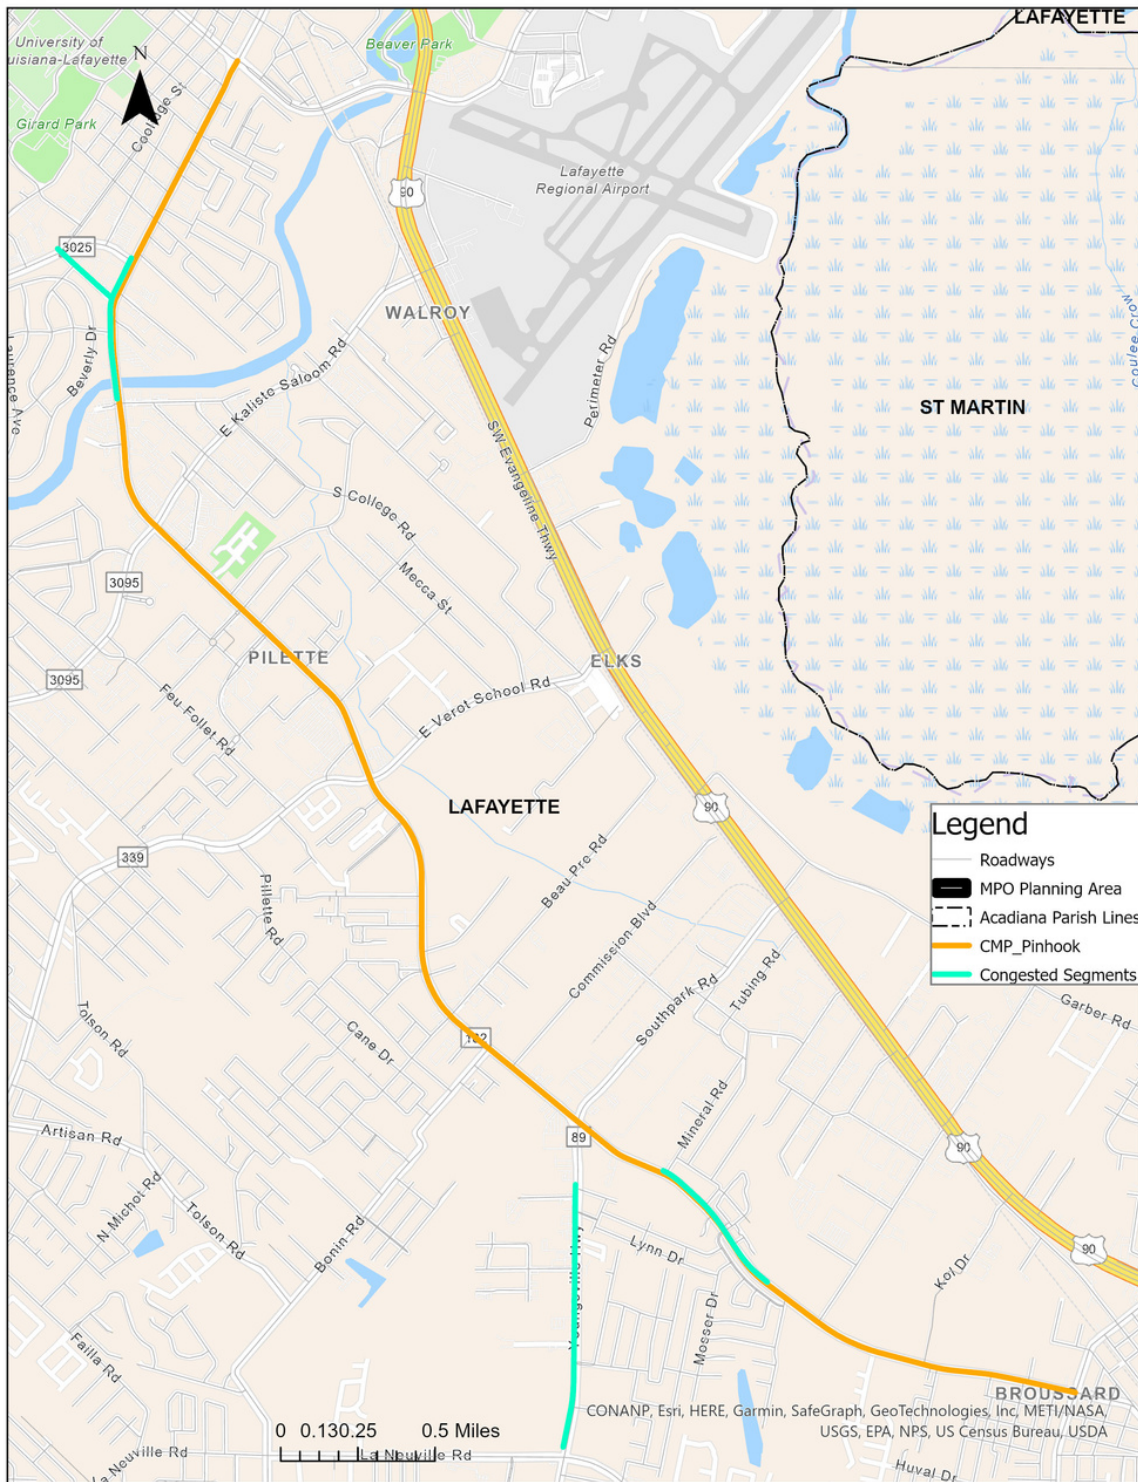 LAFAYETTE
University of
uisiana-Lafayette
Beaver Park
N
Coolidge St
Girard Park
Lafayette
Regional Airport
90
3025
Coulee Crow
WALROY
Beverly Dr
Laurence Ave
E Kaliste Saloom Rd
Perimeter Rd
ST MARTIN
SW Evangeline Thwy
S College Rd
Mecca St
3095
PILETTE
ELKS
3095
Feu Follet Rd
E Verot School Rd
LAFAYETTE
90
339
Beau Pre Rd
Pillette Rd
Commission Blvd
Legend
Roadways
MPO Planning Area
Acadiana Parish Lines
CMP_Pinhook
Congested Segments
Southpark Rd
Tubing Rd
Garber Rd
Tolson Rd
Cane Dr
182
Mineral Rd
Artisan Rd
89
90
N Michot Rd
Tolson Rd
Bonin Rd
Lynn Dr
90
Kol Dr
Mosser Dr
Failla Rd
BROUSSARD
0 0.130.25 0.5 Miles
CONANP, Esri, HERE, Garmin, SafeGraph, GeoTechnologies, Inc, METI/NASA,
USGS, EPA, NPS, US Census Bureau, USDA
La Neuville Rd
La Neuville Rd
Huval Dr